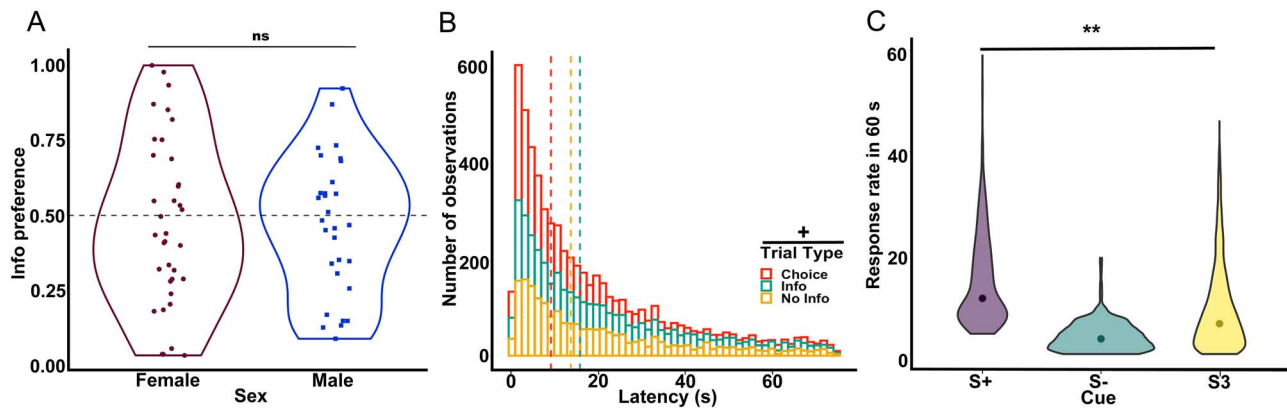 A
ns
Info preference
1.00
0.75
0.50
0.25
0.00
Female
Male
Sex
B
Number of observations
600
400
200
0
+
Trial Type
Choice
Info
No Info
0
20
40
60
Latency (s)
C
**
Response rate in 60 s
60
40
20
0
S+
S-
S3
Cue